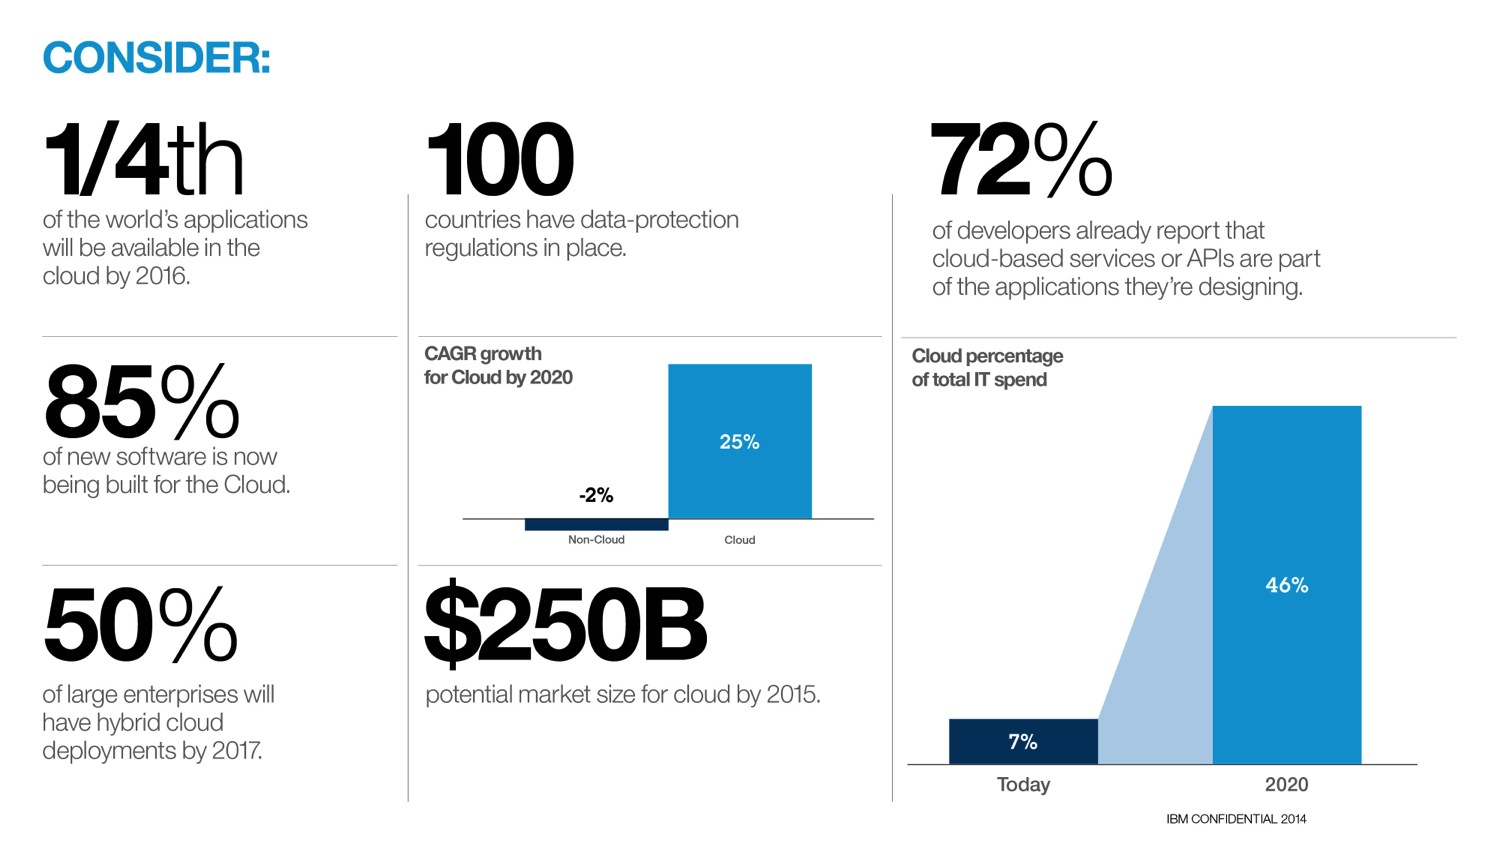 CONSIDER:
1/4th
of the world's applications
will be available in the
cloud by 2016.
85%
of new software is now
being built for the Cloud.
50%
of large enterprises will
have hybrid cloud
deployments by 2017.
100
countries have data-protection
regulations in place.
CAGR growth
for Cloud by 2020
25%
-2%
Non-Cloud
Cloud
$250B
potential market size for cloud by 2015.
72%
of developers already report that
cloud-based services or APIs are part
of the applications they're designing.
Cloud percentage
of total IT spend
46%
7%
Today
2020
IBM CONFIDENTIAL 2014